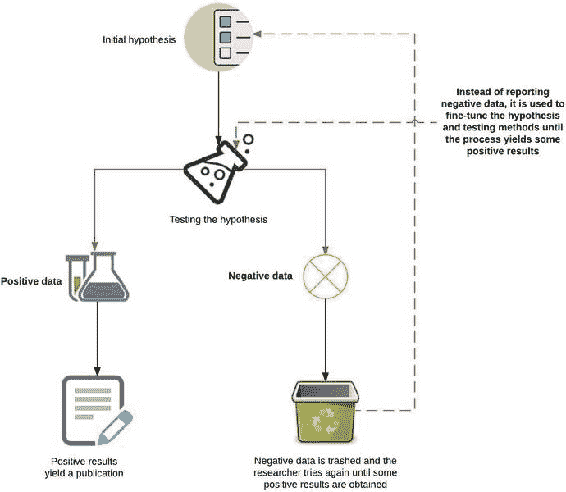 Initial hypothesis
Instead of reporting
negative data, it is used to
fine-tune the hypothesis
and testing methods until
the process yields some
positive results
Testing the hypothesis
Positive data
Negative data
Positive results
yield a publication
Negative data is trashed and the
researcher tries again until some
positive results are obtained